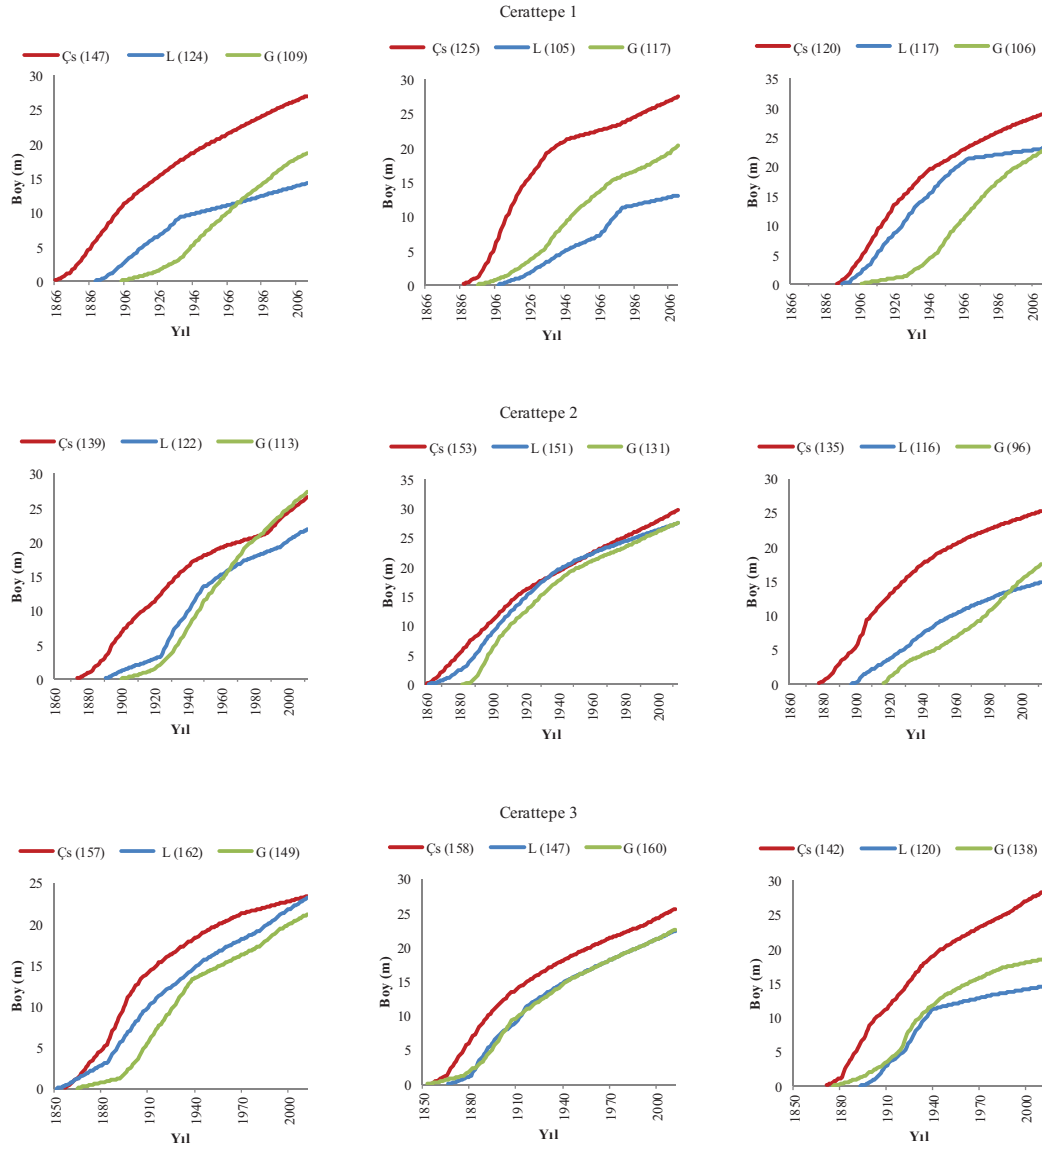 Cerattepe 1
Çs (147) L (124) G (109)
Boy (m)
30
25
20
15
10
5
0
1866 1886 1906 1926 1946 1966 1986 2006
Yıl
Çs (125) L (105) G (117)
Boy (m)
30
25
20
15
10
5
0
1866 1886 1906 1926 1946 1966 1986 2006
Yıl
Çs (120) L (117) G (106)
Boy (m)
35
30
25
20
15
10
5
0
1866 1886 1906 1926 1946 1966 1986 2006
Yıl
Cerattepe 2
Çs (139) L (122) G (113)
Boy (m)
30
25
20
15
10
5
0
1860 1880 1900 1920 1940 1960 1980 2000
Yıl
Çs (153) L (151) G (131)
Boy (m)
35
30
25
20
15
10
5
0
1860 1880 1900 1920 1940 1960 1980 2000
Yıl
Çs (135) L (116) G (96)
Boy (m)
30
25
20
15
10
5
0
1860 1880 1900 1920 1940 1960 1980 2000
Yıl
Cerattepe 3
Çs (157) L (162) G (149)
Boy (m)
25
20
15
10
5
0
1850 1880 1910 1940 1970 2000
Yıl
Çs (158) L (147) G (160)
Boy (m)
30
25
20
15
10
5
0
1850 1880 1910 1940 1970 2000
Yıl
Çs (142) L (120) G (138)
Boy (m)
30
25
20
15
10
5
0
1850 1880 1910 1940 1970 2000
Yıl